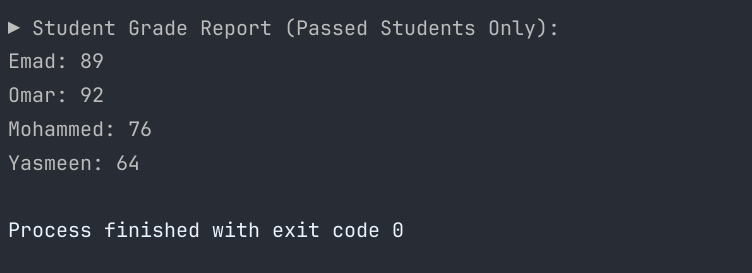 ▶ Student Grade Report (Passed Students Only):
Emad: 89
Omar: 92
Mohammed: 76
Yasmeen: 64
Process finished with exit code 0